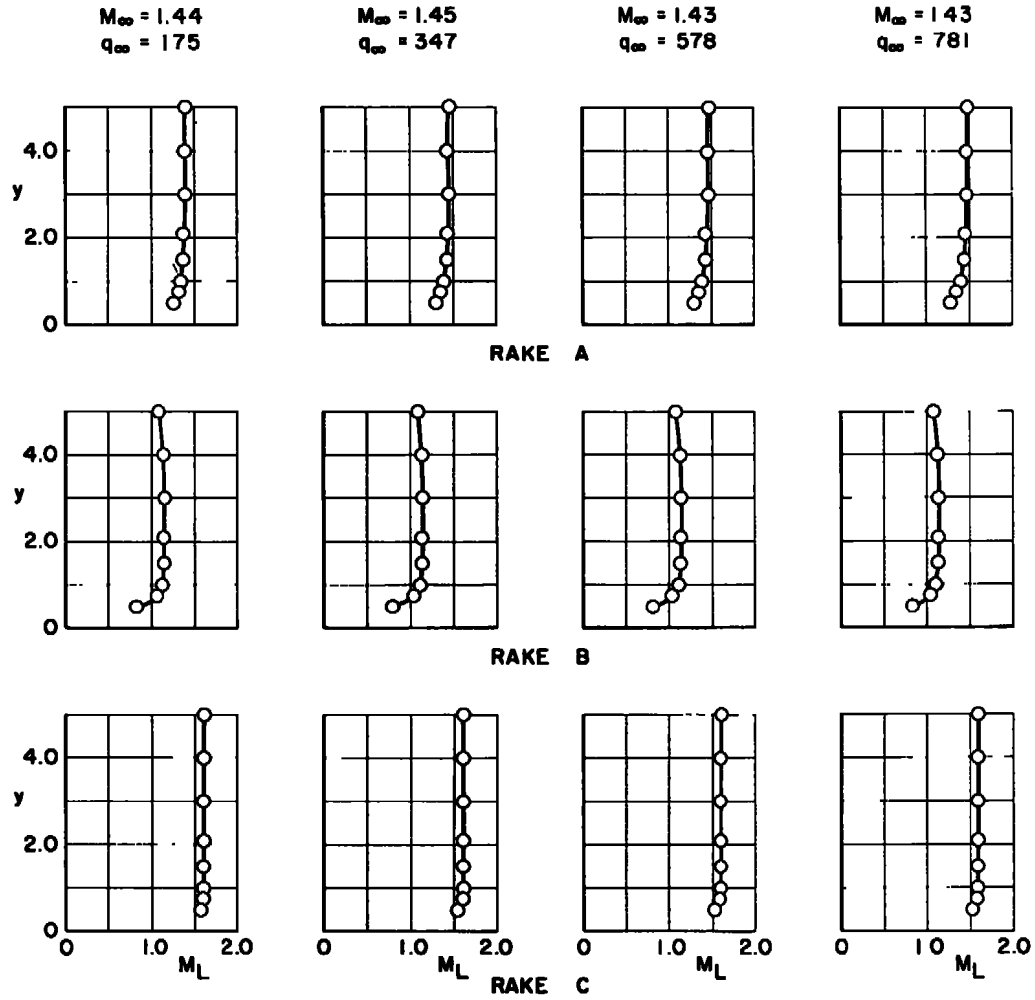 M∞ = 1.44 M∞ = 1.45 M∞ = 1.43 M∞ = 1 43
q∞ = 175 q∞ = 347 q∞ = 578 q∞ = 781
4.0
y
2.0
0
RAKE A
4.0
y
2.0
0
RAKE B
4.0
y
2.0
0
0 1.0 2.0 0 1.0 2.0 0 1.0 2.0 0 1 0 2.0
M_L M_L M_L M_L
RAKE C